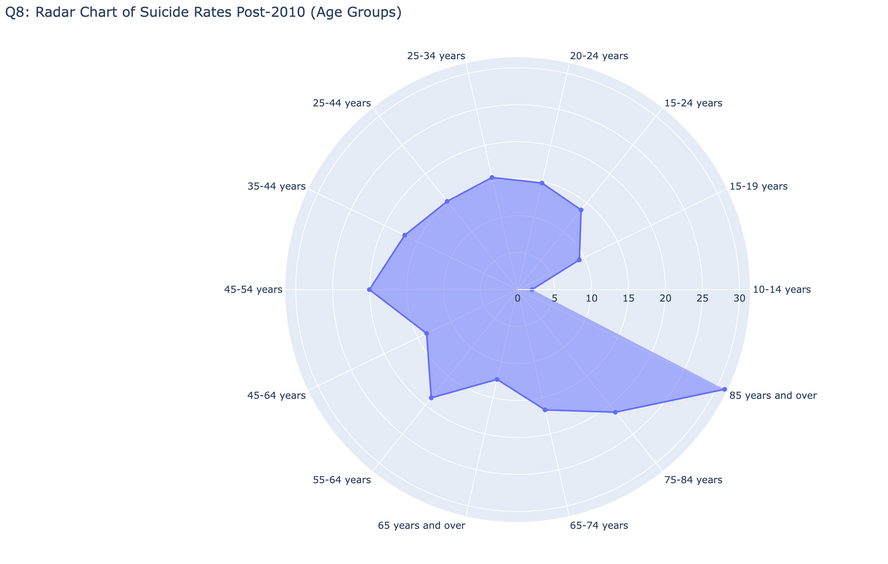 Q8: Radar Chart of Suicide Rates Post-2010 (Age Groups)
25-34 years
20-24 years
25-44 years
15-24 years
35-44 years
15-19 years
45-54 years
0 5 10 15 20 25 30
10-14 years
45-64 years
85 years and over
55-64 years
75-84 years
65 years and over
65-74 years